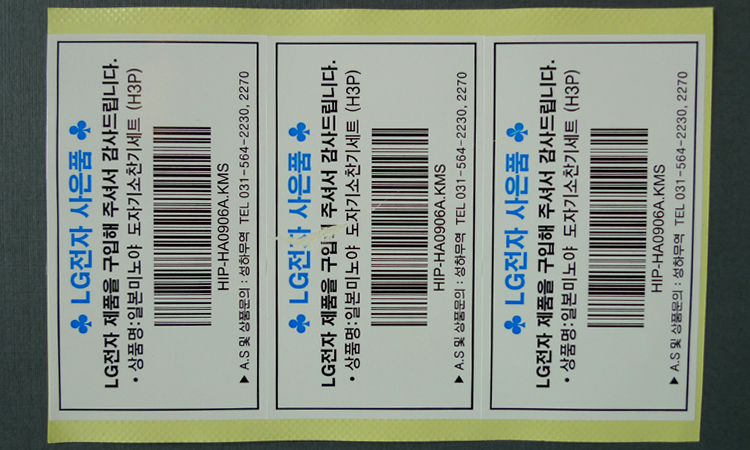 ♣ LG전자 사은품 ♣
LG전자 제품을 구입해 주셔서 감사드립니다.
• 상품명:일본미노야 도자기소찬기세트 (H3P)
HIP-HA0906A.KMS
▶ A.S 및 상품문의 : 성하무역 TEL 031-564-2230, 2270
♣ LG전자 사은품 ♣
LG전자 제품을 구입해 주셔서 감사드립니다.
• 상품명:일본미노야 도자기소찬기세트 (H3P)
HIP-HA0906A.KMS
▶ A.S 및 상품문의 : 성하무역 TEL 031-564-2230, 2270
♣ LG전자 사은품 ♣
LG전자 제품을 구입해 주셔서 감사드립니다.
• 상품명:일본미노야 도자기소찬기세트 (H3P)
HIP-HA0906A.KMS
▶ A.S 및 상품문의 : 성하무역 TEL 031-564-2230, 2270